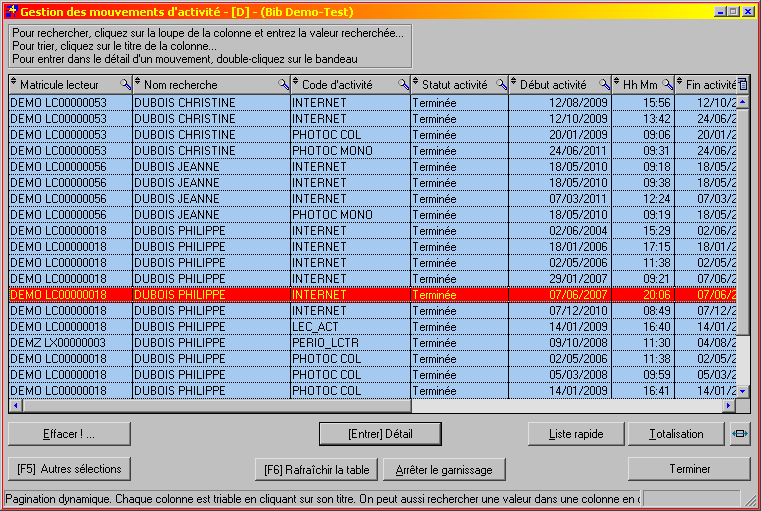 Gestion des mouvements d'activité - [D] - (Bib Demo-Test)
Pour rechercher, cliquez sur la loupe de la colonne et entrez la valeur recherchée...
Pour trier, cliquez sur le titre de la colonne...
Pour entrer dans le détail d'un mouvement, double-cliquez sur le bandeau
Matricule lecteur Nom recherche Code d'activité Statut activité Début activité Hh Mm Fin activité
DEMO LC00000053 DUBOIS CHRISTINE INTERNET Terminée 12/08/2009 15:56 12/10/2
DEMO LC00000053 DUBOIS CHRISTINE INTERNET Terminée 12/10/2009 13:42 24/06/2
DEMO LC00000053 DUBOIS CHRISTINE PHOTOC COL Terminée 20/01/2009 09:06 20/01/2
DEMO LC00000053 DUBOIS CHRISTINE PHOTOC MONO Terminée 24/06/2011 09:31 24/06/2
DEMO LC00000056 DUBOIS JEANNE INTERNET Terminée 18/05/2010 09:18 18/05/2
DEMO LC00000056 DUBOIS JEANNE INTERNET Terminée 18/05/2010 09:38 18/05/2
DEMO LC00000056 DUBOIS JEANNE INTERNET Terminée 07/03/2011 12:24 07/03/2
DEMO LC00000056 DUBOIS JEANNE PHOTOC MONO Terminée 18/05/2010 09:19 18/05/2
DEMO LC00000018 DUBOIS PHILIPPE INTERNET Terminée 02/06/2004 15:29 02/06/2
DEMO LC00000018 DUBOIS PHILIPPE INTERNET Terminée 18/01/2006 17:15 18/01/2
DEMO LC00000018 DUBOIS PHILIPPE INTERNET Terminée 02/05/2006 11:38 02/05/2
DEMO LC00000018 DUBOIS PHILIPPE INTERNET Terminée 29/01/2007 09:21 07/06/2
DEMO LC00000018 DUBOIS PHILIPPE INTERNET Terminée 07/06/2007 20:06 07/06/2
DEMO LC00000018 DUBOIS PHILIPPE INTERNET Terminée 07/12/2010 08:49 07/12/2
DEMO LC00000018 DUBOIS PHILIPPE LEC_ACT Terminée 14/01/2009 16:40 14/01/2
DEMZ LX00000003 DUBOIS PHILIPPE PERIO_LCTR Terminée 09/10/2008 11:30 04/08/2
DEMO LC00000018 DUBOIS PHILIPPE PHOTOC COL Terminée 02/05/2006 11:38 02/05/2
DEMO LC00000018 DUBOIS PHILIPPE PHOTOC COL Terminée 05/03/2008 09:59 05/03/2
DEMO LC00000018 DUBOIS PHILIPPE PHOTOC COL Terminée 14/01/2009 16:41 14/01/2
Effacer ! ... [Entrer] Détail Liste rapide Totalisation
[F5] Autres sélections [F6] Rafraîchir la table Arrêter le garnissage Terminer
Pagination dynamique. Chaque colonne est triable en cliquant sur son titre. On peut aussi rechercher une valeur dans une colonne en c